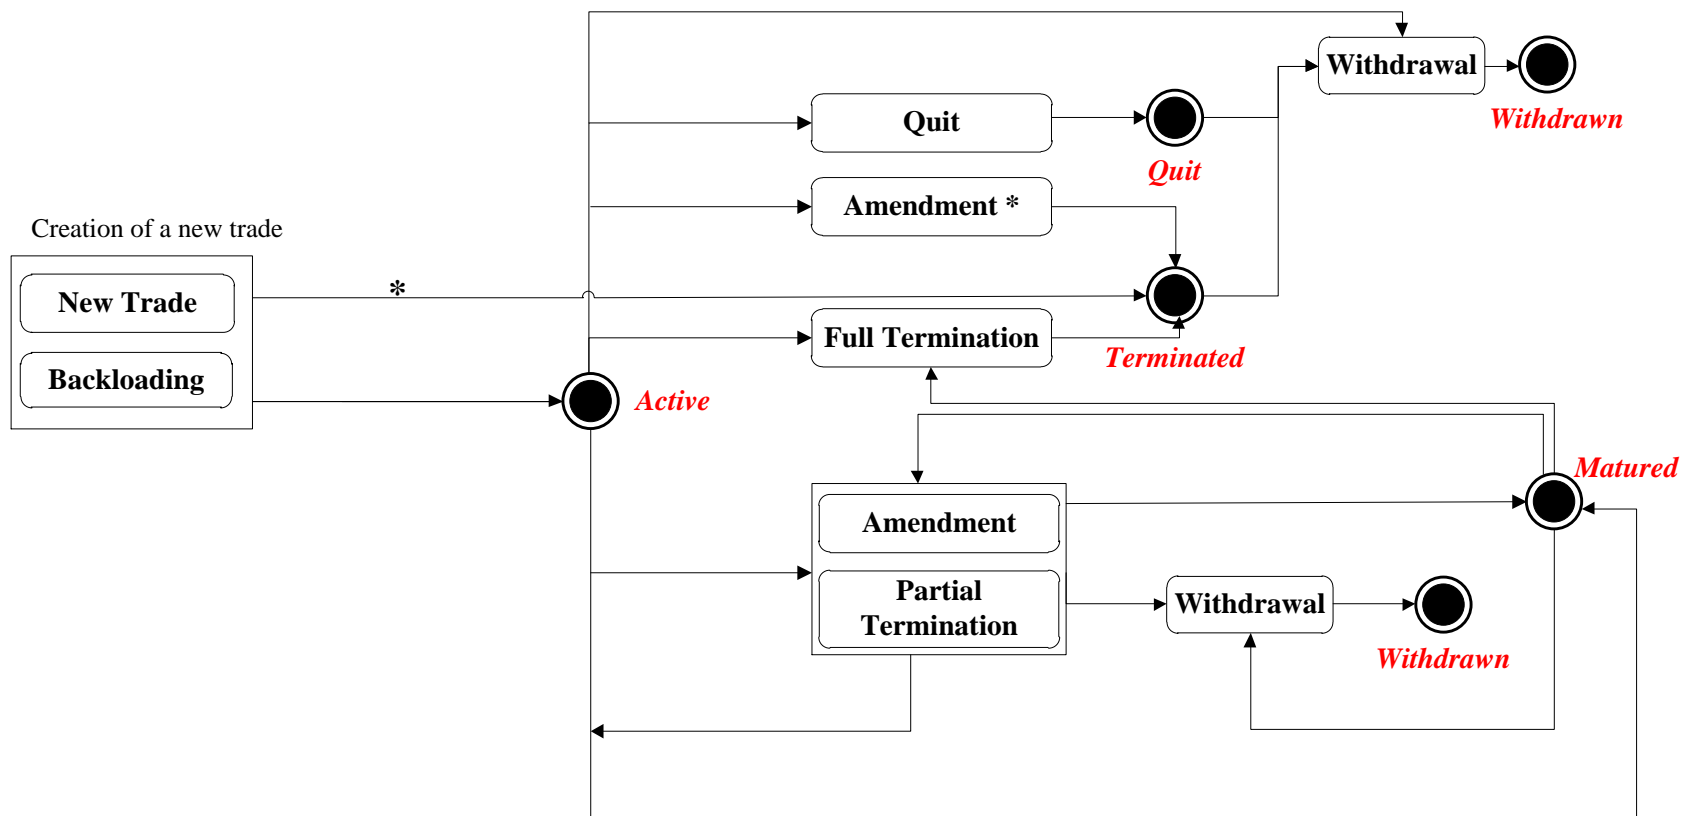 Withdrawal
Withdrawn
Quit
Quit
Amendment *
Creation of a new trade
New Trade
*
Backloading
Full Termination
Terminated
Active
Matured
Amendment
Partial
Termination
Withdrawal
Withdrawn